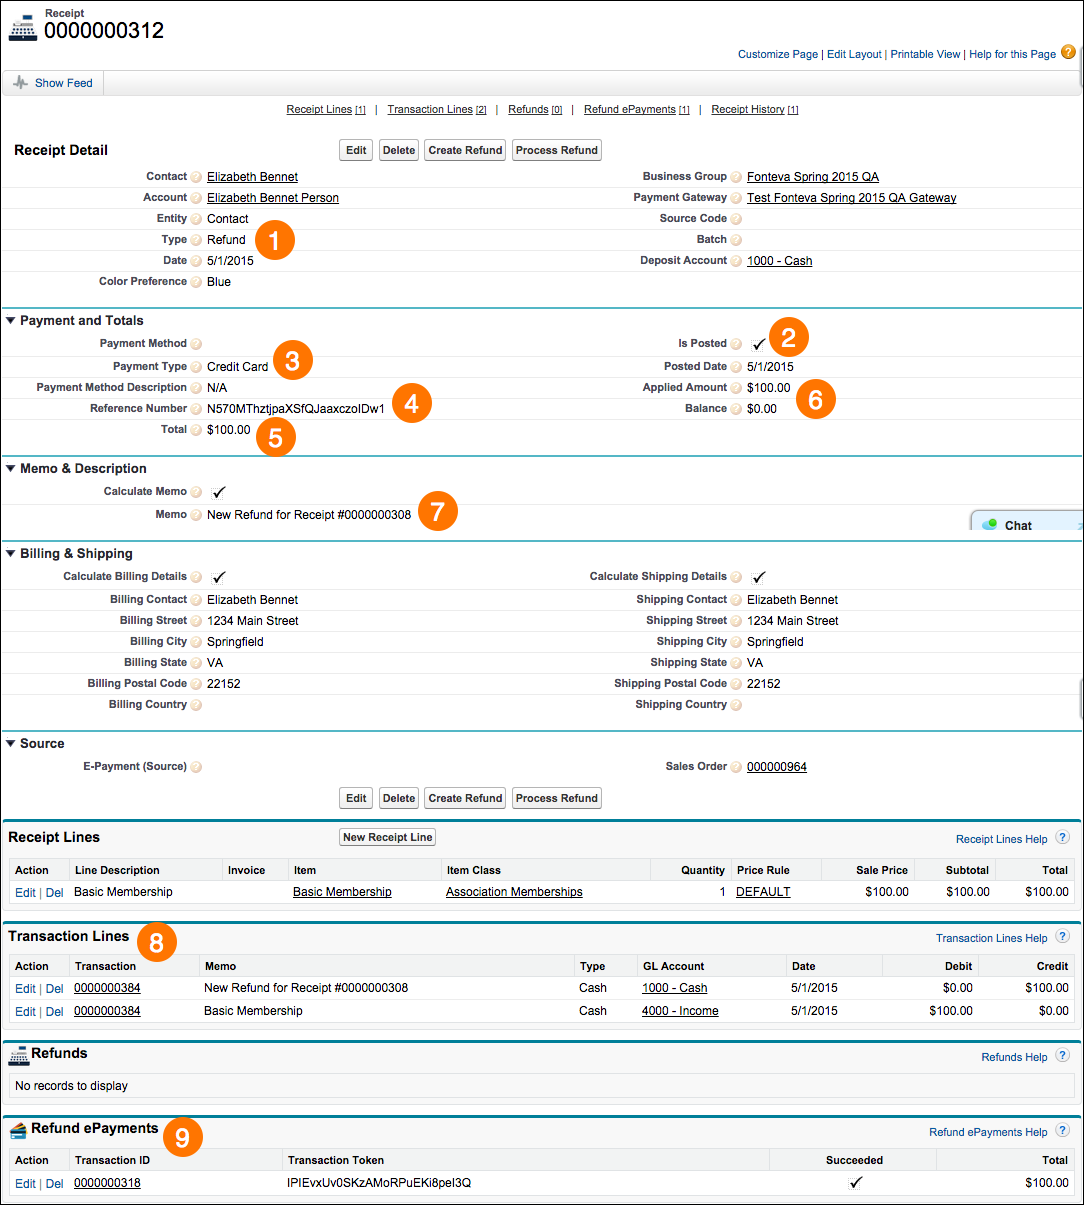 Receipt
0000000312
Customize Page | Edit Layout | Printable View | Help for this Page ?
Show Feed
Receipt Lines [1] | Transaction Lines [2] | Refunds [0] | Refund ePayments [1] | Receipt History [1]
Receipt Detail Edit Delete Create Refund Process Refund
Contact ? Elizabeth Bennet Business Group ? Fonteva Spring 2015 QA
Account ? Elizabeth Bennet Person Payment Gateway ? Test Fonteva Spring 2015 QA Gateway
Entity ? Contact Source Code ?
Type ? Refund 1 Batch ?
Date ? 5/1/2015 Deposit Account ? 1000 - Cash
Color Preference ? Blue
Payment and Totals
Payment Method ? Is Posted ? 2
Payment Type ? Credit Card 3 Posted Date ? 5/1/2015
Payment Method Description ? N/A Applied Amount ? $100.00
Reference Number ? N570MThztjpaXSfQJaaxczoIDw1 4 Balance ? $0.00 6
Total ? $100.00 5
Memo & Description
Calculate Memo ?
Memo ? New Refund for Receipt #0000000308 7
Chat
Billing & Shipping
Calculate Billing Details ? Calculate Shipping Details ?
Billing Contact ? Elizabeth Bennet Shipping Contact ? Elizabeth Bennet
Billing Street ? 1234 Main Street Shipping Street ? 1234 Main Street
Billing City ? Springfield Shipping City ? Springfield
Billing State ? VA Shipping State ? VA
Billing Postal Code ? 22152 Shipping Postal Code ? 22152
Billing Country ? Shipping Country ?
Source
E-Payment (Source) ? Sales Order ? 000000964
Edit Delete Create Refund Process Refund
Receipt Lines New Receipt Line Receipt Lines Help ?
Action Line Description Invoice Item Item Class Quantity Price Rule Sale Price Subtotal Total
Edit | Del Basic Membership Basic Membership Association Memberships 1 DEFAULT $100.00 $100.00 $100.00
Transaction Lines 8 Transaction Lines Help ?
Action Transaction Memo Type GL Account Date Debit Credit
Edit | Del 0000000384 New Refund for Receipt #0000000308 Cash 1000 - Cash 5/1/2015 $0.00 $100.00
Edit | Del 0000000384 Basic Membership Cash 4000 - Income 5/1/2015 $100.00 $0.00
Refunds Refunds Help ?
No records to display
Refund ePayments 9 Refund ePayments Help ?
Action Transaction ID Transaction Token Succeeded Total
Edit | Del 0000000318 IPIEvxUv0SKzAMoRPuEKi8peI3Q $100.00